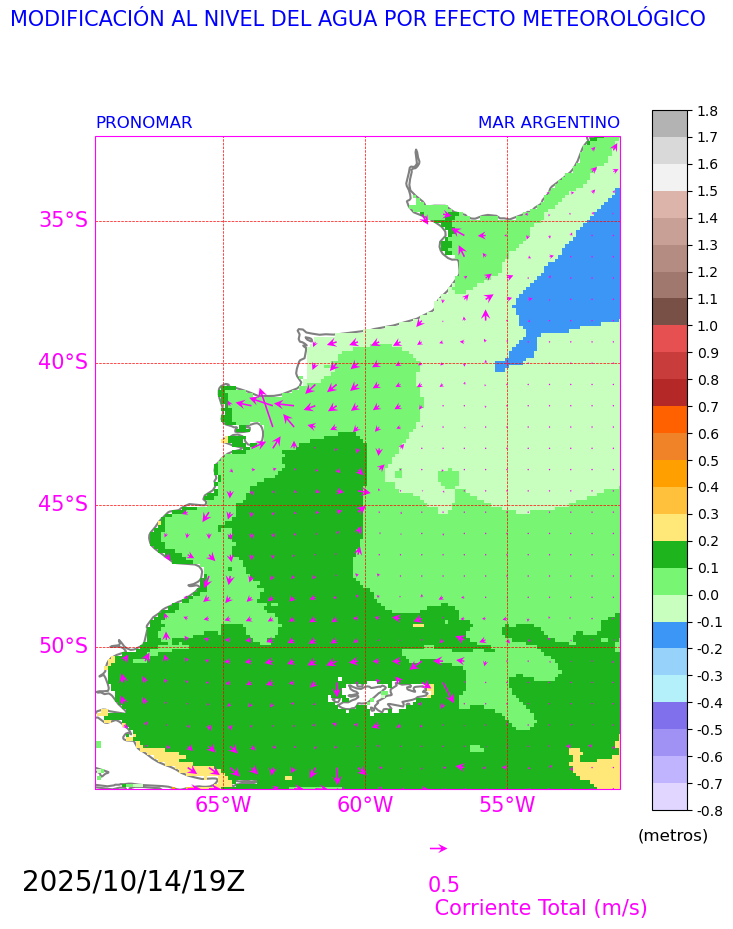 MODIFICACIÓN AL NIVEL DEL AGUA POR EFECTO METEOROLÓGICO
PRONOMAR
MAR ARGENTINO
35°S
40°S
45°S
50°S
65°W
60°W
55°W
1.8
1.7
1.6
1.5
1.4
1.3
1.2
1.1
1.0
0.9
0.8
0.7
0.6
0.5
0.4
0.3
0.2
0.1
0.0
-0.1
-0.2
-0.3
-0.4
-0.5
-0.6
-0.7
-0.8
(metros)
2025/10/14/19Z
0.5
Corriente Total (m/s)